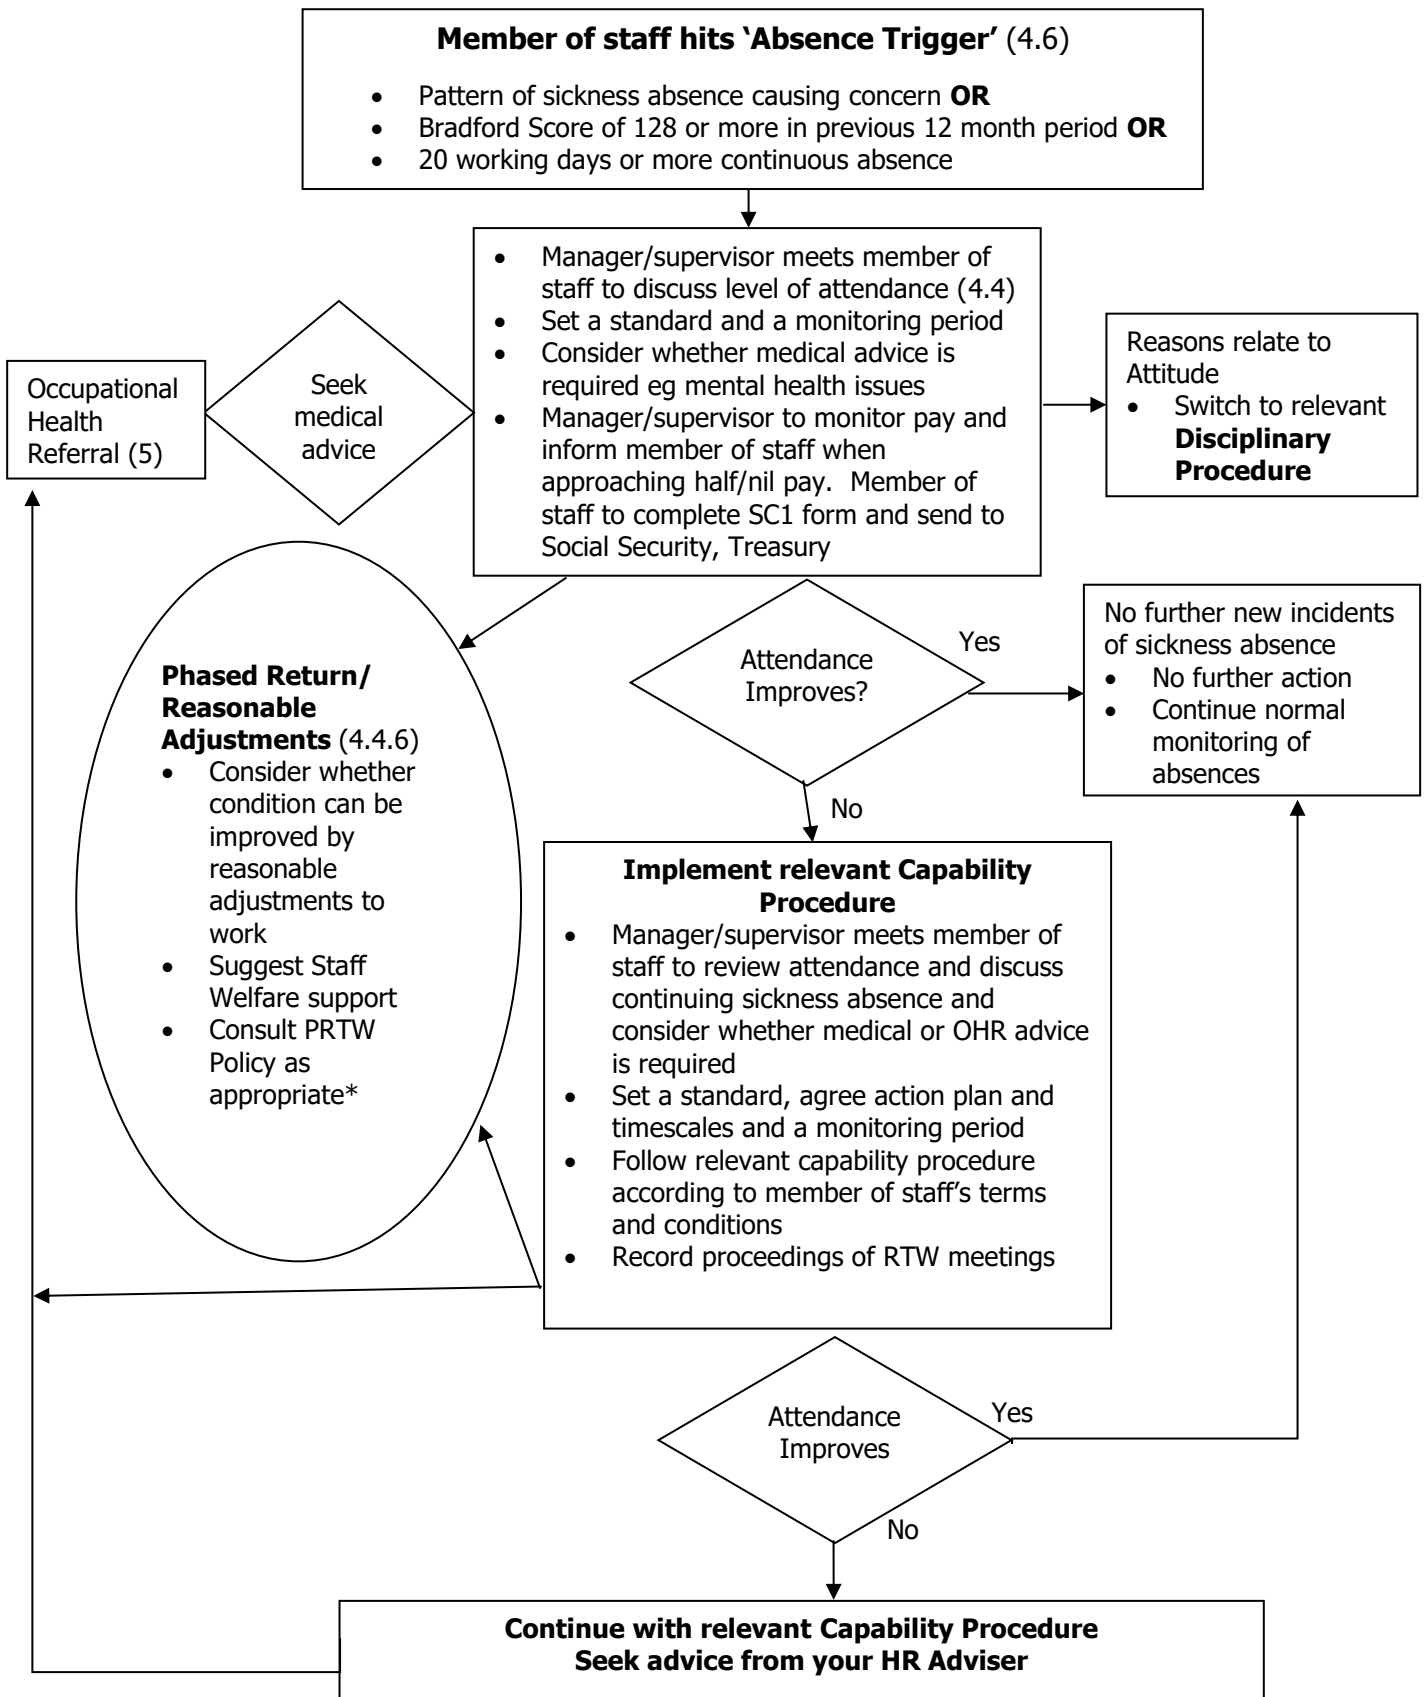 Member of staff hits ‘Absence Trigger’ (4.6)
• Pattern of sickness absence causing concern OR
• Bradford Score of 128 or more in previous 12 month period OR
• 20 working days or more continuous absence
• Manager/supervisor meets member of
staff to discuss level of attendance (4.4)
• Set a standard and a monitoring period
• Consider whether medical advice is
required eg mental health issues
• Manager/supervisor to monitor pay and
inform member of staff when
approaching half/nil pay.  Member of
staff to complete SC1 form and send to
Social Security, Treasury
Seek
medical
advice
Occupational
Health
Referral (5)
Reasons relate to
Attitude
• Switch to relevant
Disciplinary
Procedure
Phased Return/
Reasonable
Adjustments (4.4.6)
• Consider whether
condition can be
improved by
reasonable
adjustments to
work
• Suggest Staff
Welfare support
• Consult PRTW
Policy as
appropriate*
Attendance
Improves?
Yes
No further new incidents
of sickness absence
• No further action
• Continue normal
monitoring of
absences
No
Implement relevant Capability
Procedure
• Manager/supervisor meets member of
staff to review attendance and discuss
continuing sickness absence and
consider whether medical or OHR advice
is required
• Set a standard, agree action plan and
timescales and a monitoring period
• Follow relevant capability procedure
according to member of staff’s terms
and conditions
• Record proceedings of RTW meetings
Attendance
Improves
Yes
No
Continue with relevant Capability Procedure
Seek advice from your HR Adviser